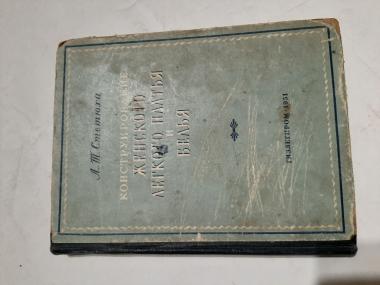 КОНСТРУИРОВАНИЕ
ЖЕНСКОГО
ЛЕГКОГО ПЛАТЬЯ
И
БЕЛЬЯ
ГИЗЛЕГПРОМ · 1951